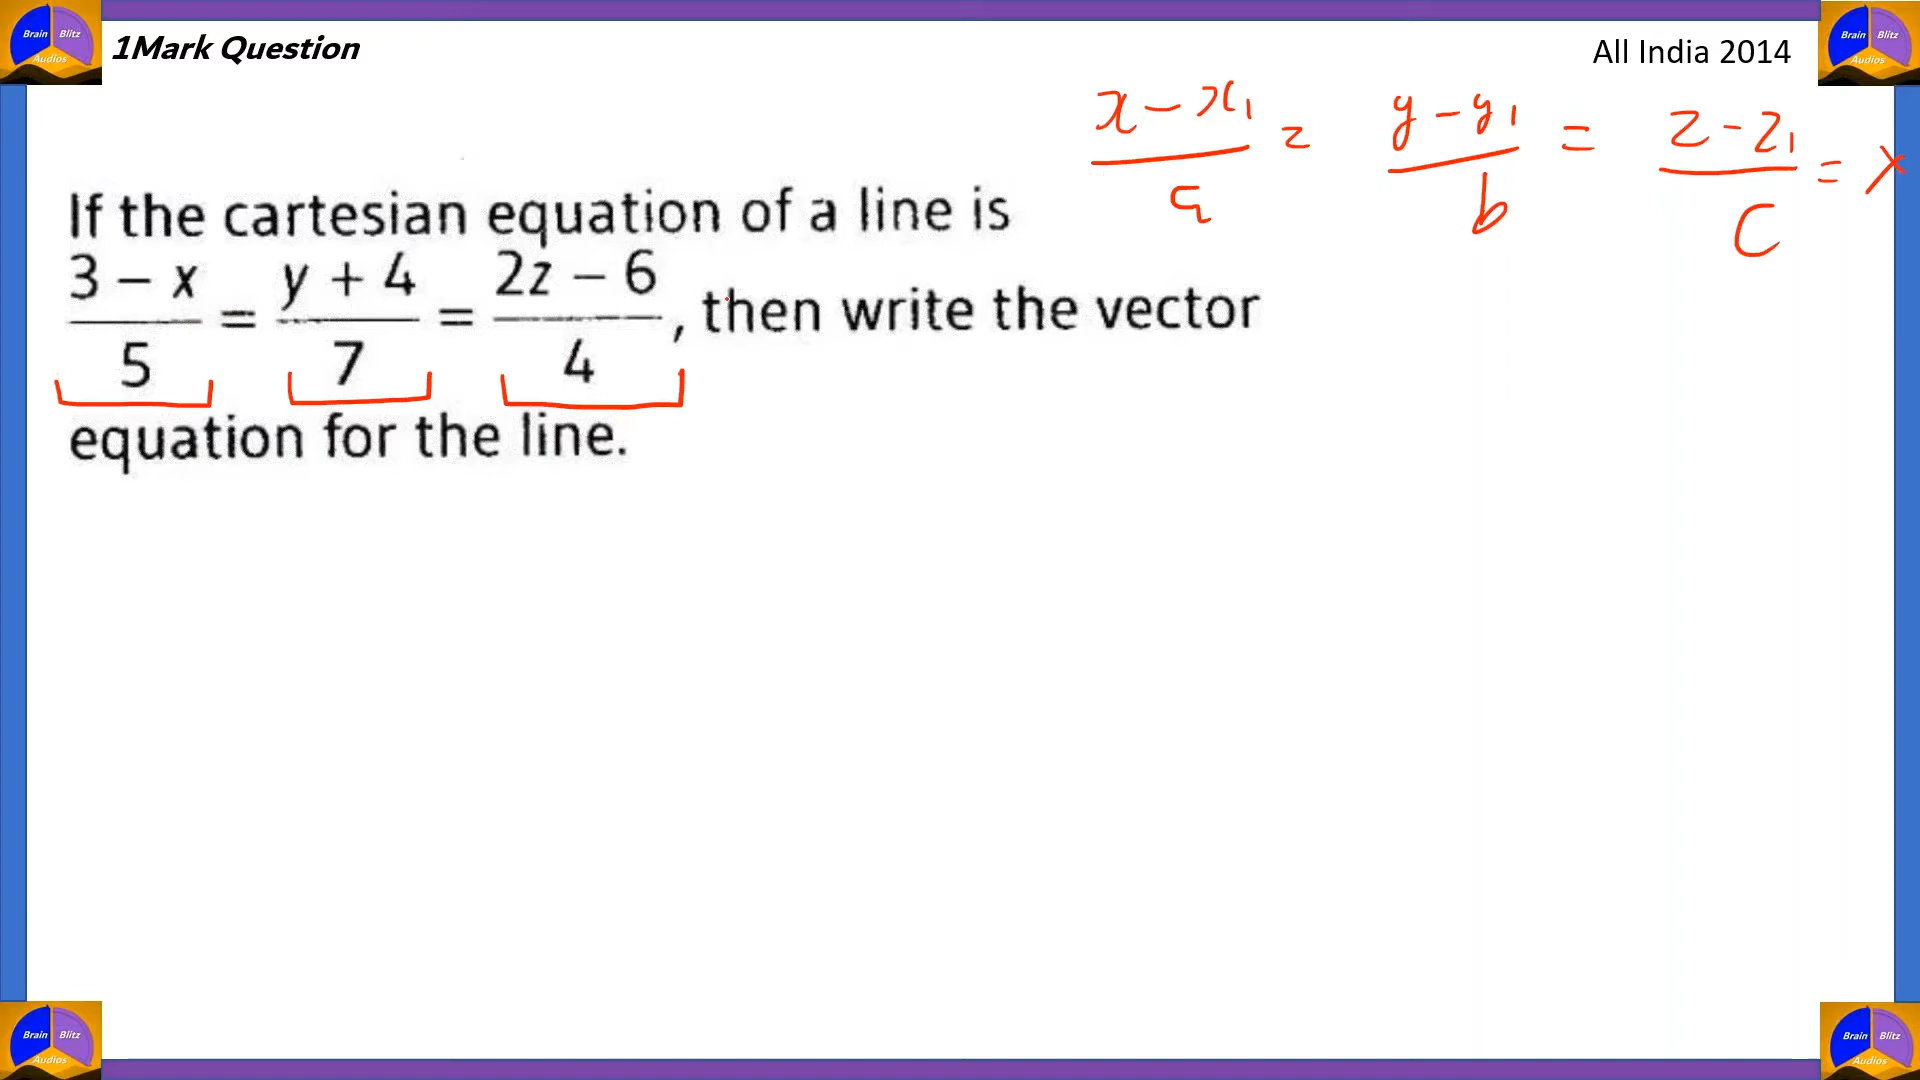 Brain Blitz
Audios
1Mark Question
All India 2014
Brain Blitz
Audios
x - x1 / a = y - y1 / b = z - z1 / c = λ
If the cartesian equation of a line is
3 – x / 5 = y + 4 / 7 = 2z – 6 / 4 , then write the vector
equation for the line.
Brain Blitz
Audios
Brain Blitz
Audios